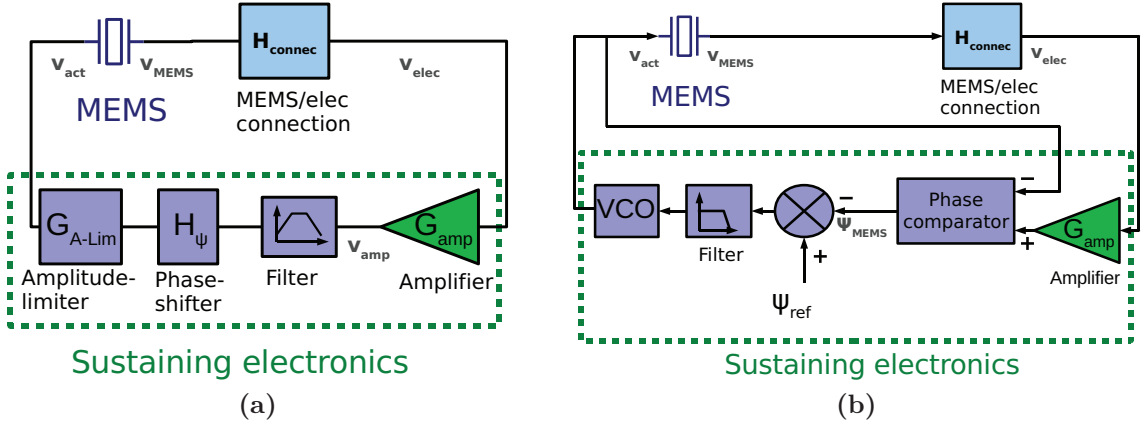 v_act
v_MEMS
MEMS
H_connec
MEMS/elec
connection
v_elec
G_A-Lim
Amplitude-
limiter
H_ψ
Phase-
shifter
Filter
v_amp
G_amp
Amplifier
Sustaining electronics
(a)
v_act
v_MEMS
MEMS
H_connec
MEMS/elec
connection
v_elec
VCO
Filter
−
Ψ_MEMS
+
Ψ_ref
Phase
comparator
−
+
G_amp
Amplifier
Sustaining electronics
(b)